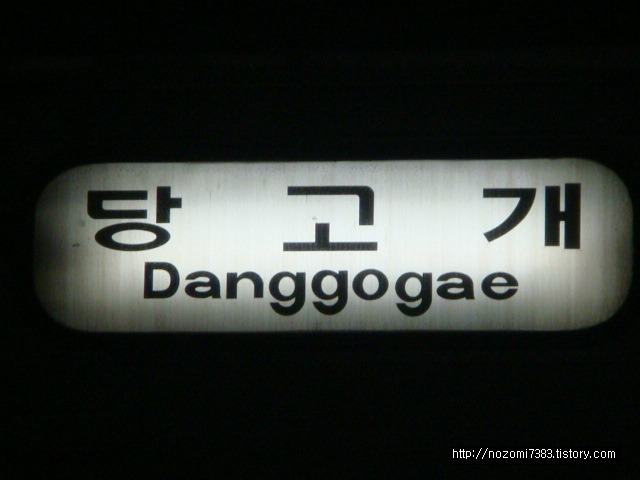 당 고 개
Danggogae
http://nozomi7383.tistory.com